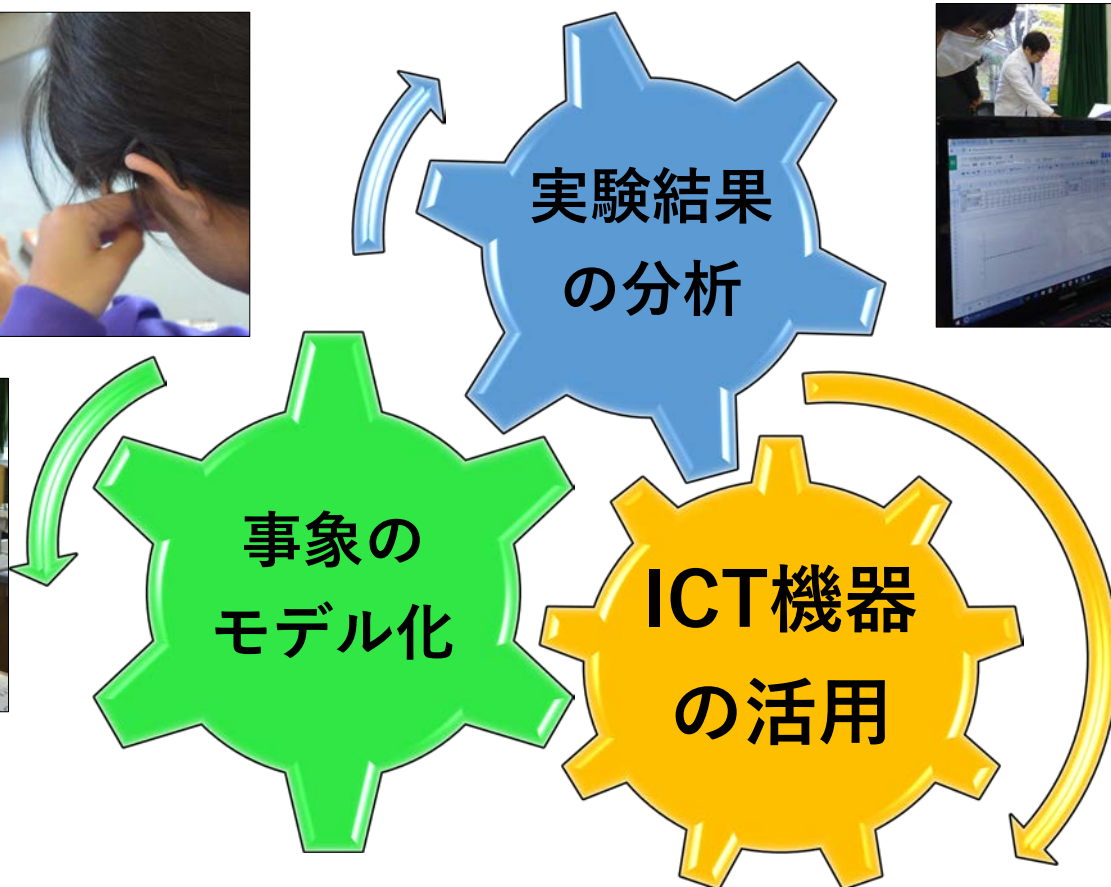 実験結果
の分析
事象の
モデル化
ICT機器
の活用